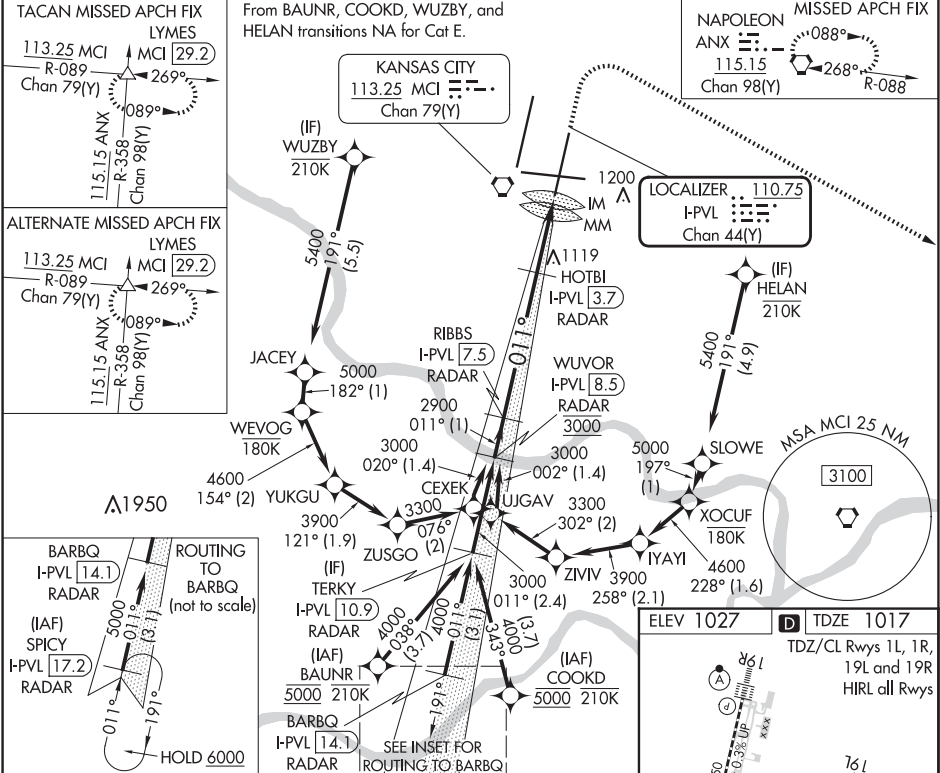 TACAN MISSED APCH FIX
LYMES
113.25 MCI
MCI 29.2
R-089
Chan 79(Y)
269°
089°
115.15 ANX
R-358
Chan 98(Y)
ALTERNATE MISSED APCH FIX
LYMES
113.25 MCI
MCI 29.2
R-089
Chan 79(Y)
269°
089°
115.15 ANX
R-358
Chan 98(Y)
From BAUNR, COOKD, WUZBY, and
HELAN transitions NA for Cat E.
KANSAS CITY
113.25 MCI
Chan 79(Y)
MISSED APCH FIX
NAPOLEON
ANX
115.15
Chan 98(Y)
088°
268°
R-088
(IF)
WUZBY
210K
5400
191°
(5.5)
1200
IM
MM
LOCALIZER 110.75
I-PVL
Chan 44(Y)
1119
HOTBI
I-PVL 3.7
RADAR
(IF)
HELAN
210K
5400
191°
(4.9)
011°
RIBBS
I-PVL 7.5
RADAR
WUVOR
I-PVL 8.5
RADAR
3000
JACEY
5000
182° (1)
WEVOG
180K
2900
011° (1)
3000
020° (1.4)
3000
002° (1.4)
5000
197°
(1)
SLOWE
MSA MCI 25 NM
3100
4600
154° (2)
YUKGU
CEXEK
UJGAV
XOCUF
180K
1950
3900
121° (1.9)
3300
076°
(2)
ZUSGO
3300
302° (2)
ZIVIV
IYAYI
3900
258° (2.1)
4600
228° (1.6)
(IF)
TERKY
I-PVL 10.9
RADAR
3000
011° (2.4)
4000
038°
(3.7)
4000
011°
(3.1)
4000
343°
(3.7)
(IAF)
BAUNR
5000 210K
(IAF)
COOKD
5000 210K
191°
BARBQ
I-PVL 14.1
RADAR
SEE INSET FOR
ROUTING TO BARBQ
BARBQ
I-PVL 14.1
RADAR
ROUTING
TO
BARBQ
(not to scale)
5000
011°
(3.1)
(IAF)
SPICY
I-PVL 17.2
RADAR
011°
191°
HOLD 6000
ELEV 1027
D
TDZE 1017
TDZ/CL Rwys 1L, 1R,
19L and 19R
HIRL all Rwys
19R
A
P
0.3% UP
19L